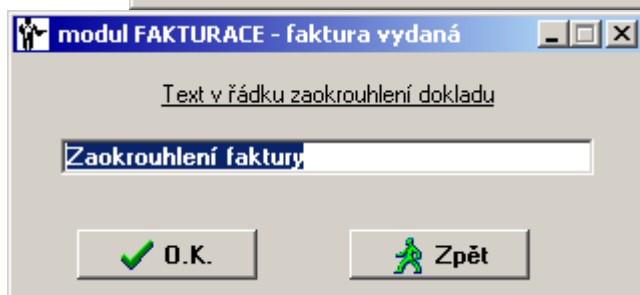 modul FAKTURACE - faktura vydaná
Text v řádku zaokrouhlení dokladu
Zaokrouhlení faktury
O.K.
Zpět